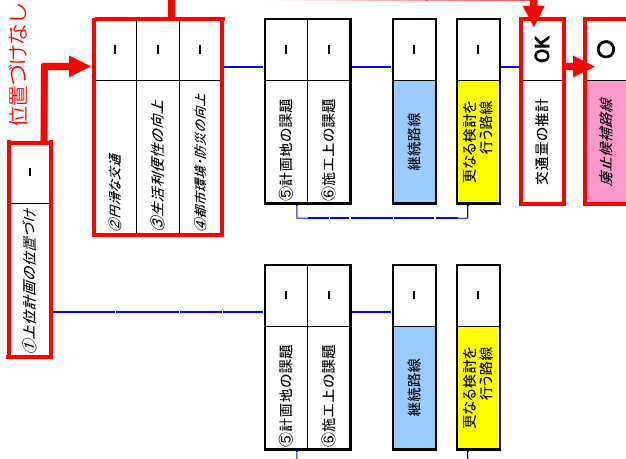 位置づけなし
①上位計画の位置づけ －
②円滑な交通 －
③生活利便性の向上 －
④都市環境・防災の向上 －
⑤計画地の課題 －
⑥施工上の課題 －
継続路線 －
更なる検討を
行う路線 －
交通量の推計 OK
廃止候補路線 ○
⑤計画地の課題 －
⑥施工上の課題 －
継続路線 －
更なる検討を
行う路線 －